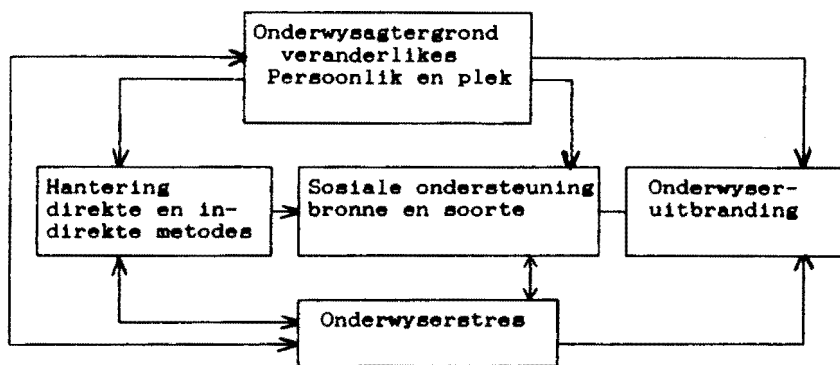 Onderwysagtergrond
veranderlikes
Persoonlik en plek
Hantering
direkte en in-
direkte metodes
Sosiale ondersteuning
bronne en soorte
Onderwyser-
uitbranding
Onderwyserstres